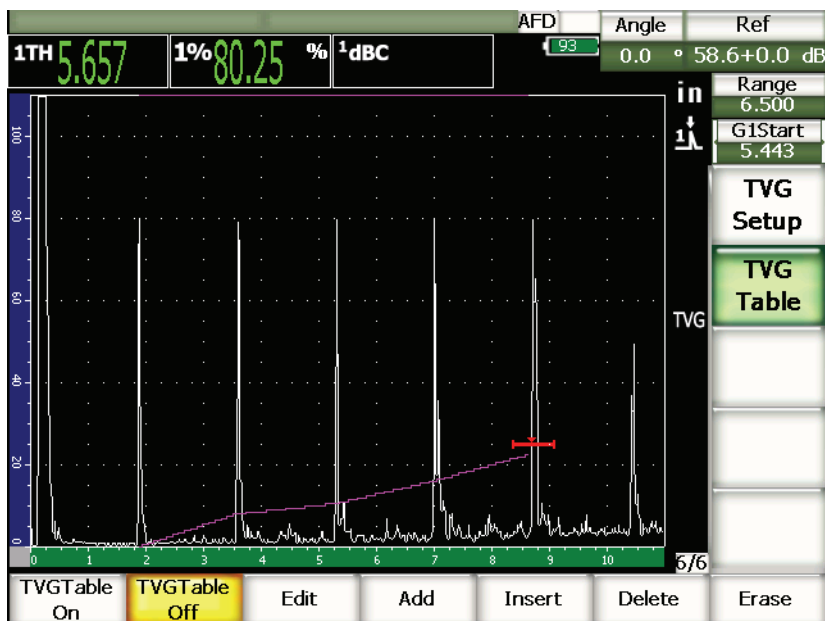 AFD
Angle
Ref
93
0.0 °
58.6+0.0 dB
1TH 5.657
1% 80.25 %
1dBC
in
Range
6.500
1
G1Start
5.443
TVG
Setup
TVG
Table
TVG
100
80
60
40
20
0
0 1 2 3 4 5 6 7 8 9 10
6/6
TVGTable
On
TVGTable
Off
Edit
Add
Insert
Delete
Erase